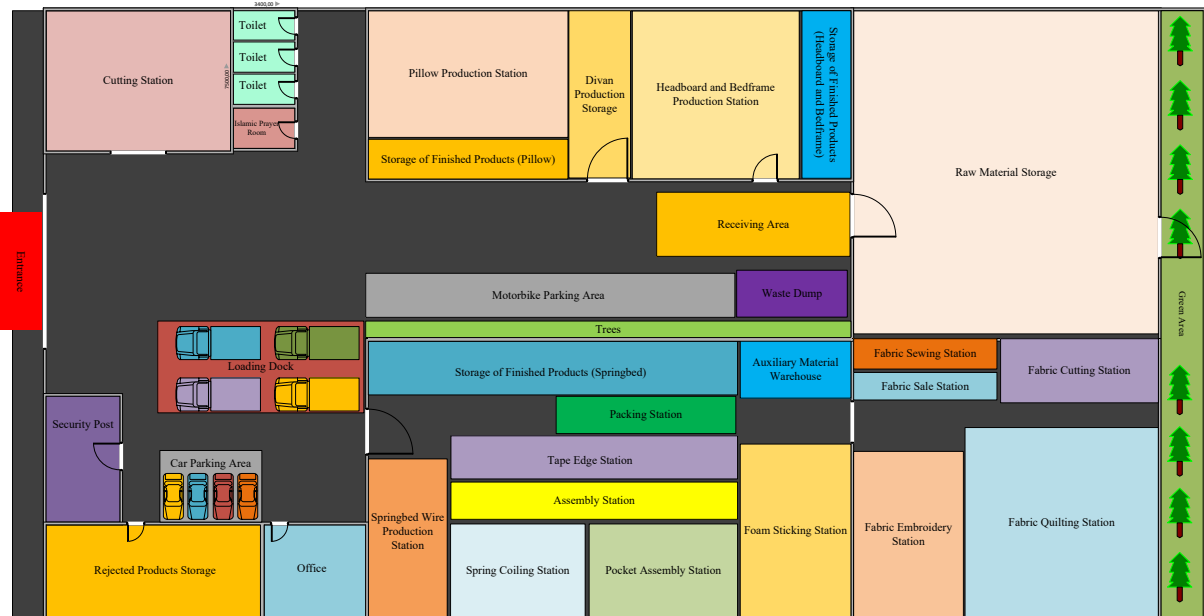 3400,00
Cutting Station
7500,00
Toilet
Toilet
Toilet
Islamic Prayer
Room
Pillow Production Station
Storage of Finished Products (Pillow)
Divan
Production
Storage
Headboard and Bedframe
Production Station
Storage of Finished Products
(Headboard and Bedframe)
Raw Material Storage
Receiving Area
Entrance
Motorbike Parking Area
Waste Dump
Trees
Green Area
Loading Dock
Storage of Finished Products (Springbed)
Auxiliary Material
Warehouse
Fabric Sewing Station
Fabric Sale Station
Fabric Cutting Station
Packing Station
Security Post
Car Parking Area
Tape Edge Station
Assembly Station
Springbed Wire
Production
Station
Foam Sticking Station
Fabric Embroidery
Station
Fabric Quilting Station
Rejected Products Storage
Office
Spring Coiling Station
Pocket Assembly Station